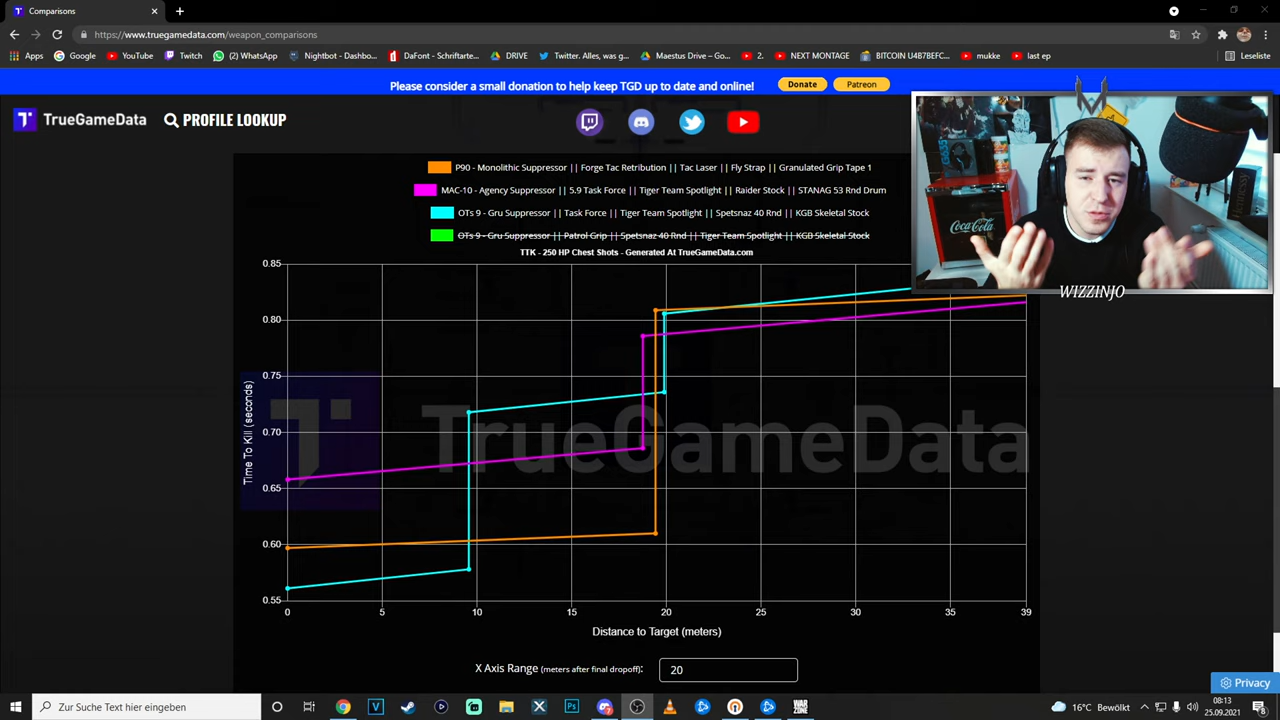 Comparisons
https://www.truegamedata.com/weapon_comparisons
Apps Google YouTube Twitch (2) WhatsApp Nightbot - Dashbo... DaFont - Schriftarte... DRIVE Twitter. Alles, was g... Maestus Drive – Go... 2. NEXT MONTAGE BITCOIN U4B7BEFC... mukke last ep Leseliste
Please consider a small donation to help keep TGD up to date and online! Donate Patreon
TrueGameData PROFILE LOOKUP
P90 - Monolithic Suppressor || Forge Tac Retribution || Tac Laser || Fly Strap || Granulated Grip Tape 1
MAC-10 - Agency Suppressor || 5.9 Task Force || Tiger Team Spotlight || Raider Stock || STANAG 53 Rnd Drum
OTs 9 - Gru Suppressor || Task Force || Tiger Team Spotlight || Spetsnaz 40 Rnd || KGB Skeletal Stock
OTs 9 - Gru Suppressor || Patrol Grip || Spetsnaz 40 Rnd || Tiger Team Spotlight || KGB Skeletal Stock
TTK - 250 HP Chest Shots - Generated At TrueGameData.com
Coca-Cola
Hennessy
WIZZINJO
0.85
0.80
0.75
0.70
0.65
0.60
0.55
Time To Kill (seconds)
TrueGameData
0 5 10 15 20 25 30 35 39
Distance to Target (meters)
X Axis Range (meters after final dropoff): 20
Privacy
Zur Suche Text hier eingeben
16°C Bewölkt
08:13
25.09.2021